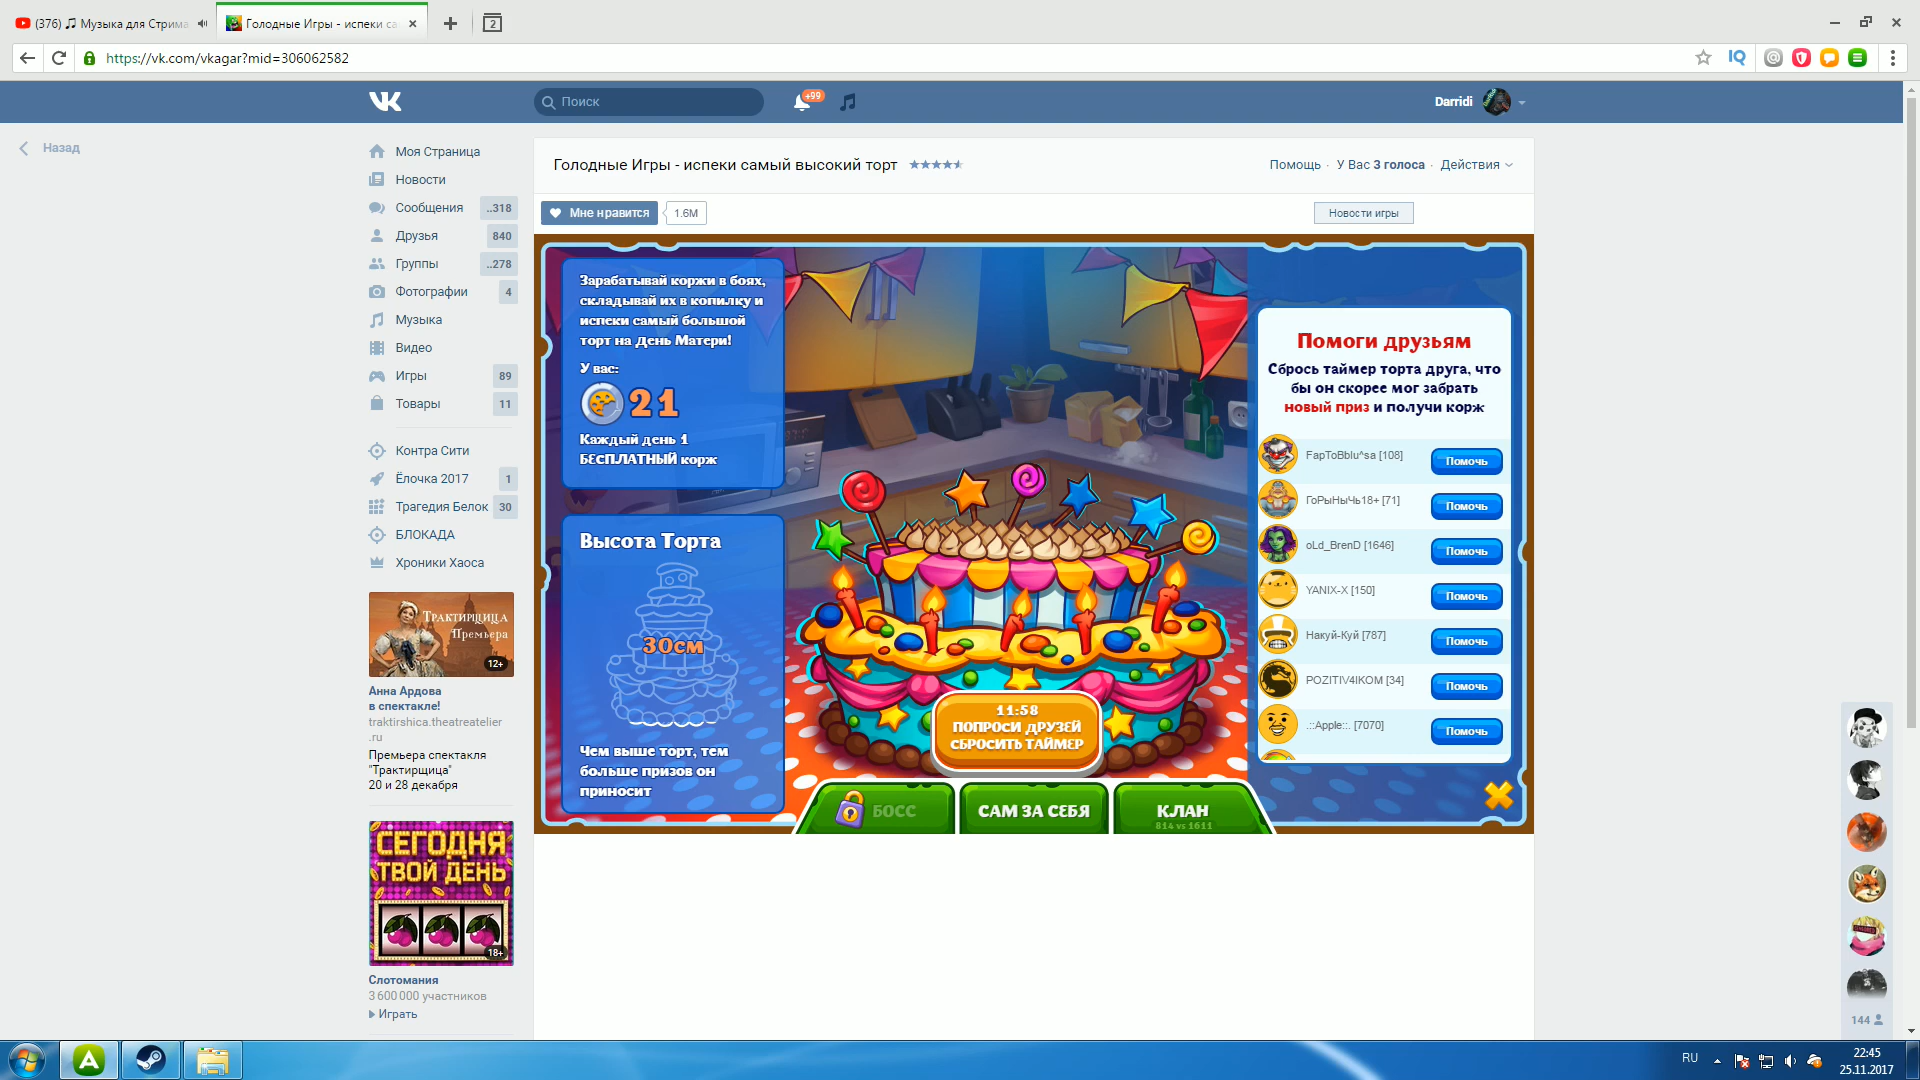 (376) 🎵 Музыка для Стрима
Голодные Игры - испеки са
2
https://vk.com/vkagar?mid=306062582
IQ
Поиск
+99
Darridi
Назад
Моя Страница
Новости
Сообщения ..318
Друзья 840
Группы ..278
Фотографии 4
Музыка
Видео
Игры 89
Товары 11
Контра Сити
Ёлочка 2017 1
Трагедия Белок 30
БЛОКАДА
Хроники Хаоса
Трактирщица
Премьера
12+
Анна Ардова
в спектакле!
traktirshica.theatreatelier
.ru
Премьера спектакля
"Трактирщица"
20 и 28 декабря
СЕГОДНЯ
ТВОЙ ДЕНЬ
18+
Слотомания
3 600 000 участников
Играть
Голодные Игры - испеки самый высокий торт
Помощь · У Вас 3 голоса · Действия
Мне нравится 1.6М
Новости игры
Зарабатывай коржи в боях,
складывай их в копилку и
испеки самый большой
торт на день Матери!
У вас:
21
Каждый день 1
БЕСПЛАТНЫЙ корж
Высота Торта
30см
Чем выше торт, тем
больше призов он
приносит
11:58
ПОПРОСИ ДРУЗЕЙ
СБРОСИТЬ ТАЙМЕР
БОСС
САМ ЗА СЕБЯ
КЛАН
814 vs 1611
Помоги друзьям
Сбрось таймер торта друга, что
бы он скорее мог забрать
новый приз и получи корж
FapToBblu^sa [108] Помочь
ГоРыНыЧь18+ [71] Помочь
oLd_BrenD [1646] Помочь
YANIX-X [150] Помочь
Накуй-Куй [787] Помочь
POZITI\/4IKOM [34] Помочь
.::Apple::. [7070] Помочь
144
RU
22:45
25.11.2017